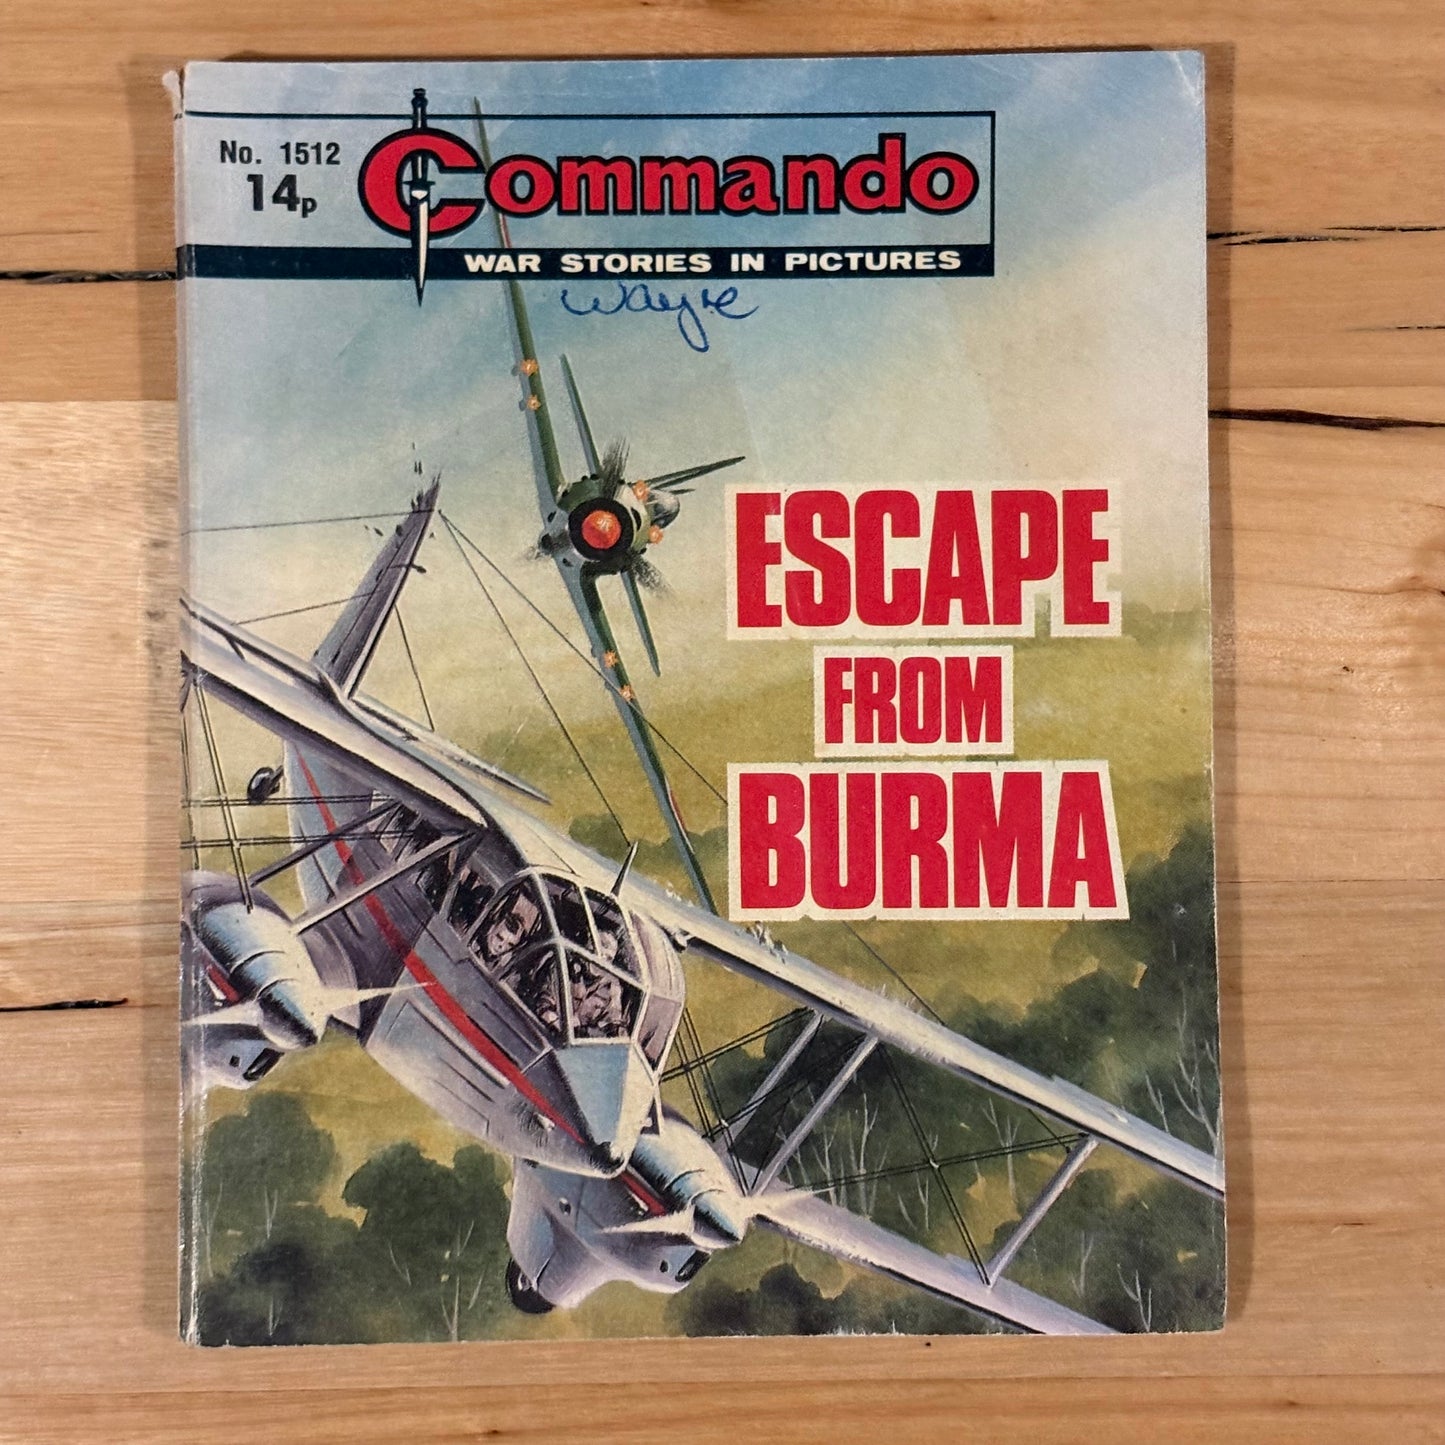 No. 1512
14p
Commando
WAR STORIES IN PICTURES
Wayne
ESCAPE
FROM
BURMA